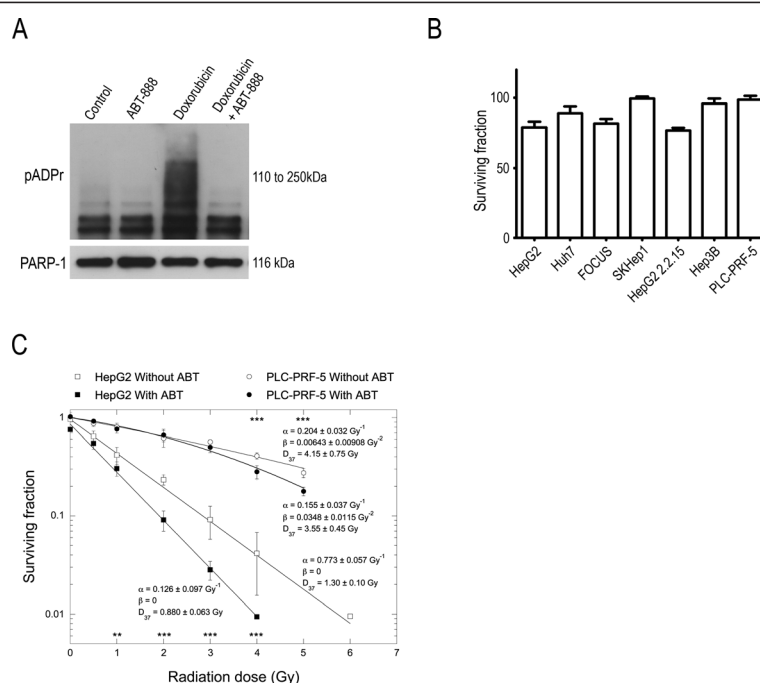 A
Control
ABT-888
Doxorubicin
Doxorubicin
+ ABT-888
pADPr
110 to 250kDa
PARP-1
116 kDa
B
Surviving fraction
100
50
0
HepG2
Huh7
FOCUS
SKHep1
HepG2 2.2.15
Hep3B
PLC-PRF-5
C
HepG2 Without ABT
PLC-PRF-5 Without ABT
HepG2 With ABT
PLC-PRF-5 With ABT
Surviving fraction
1
0.1
0.01
*** ***
α = 0.204 ± 0.032 Gy⁻¹
β = 0.00643 ± 0.00908 Gy⁻²
D₃₇ = 4.15 ± 0.75 Gy
α = 0.155 ± 0.037 Gy⁻¹
β = 0.0348 ± 0.0115 Gy⁻²
D₃₇ = 3.55 ± 0.45 Gy
α = 0.773 ± 0.057 Gy⁻¹
β = 0
D₃₇ = 1.30 ± 0.10 Gy
α = 0.126 ± 0.097 Gy⁻¹
β = 0
D₃₇ = 0.880 ± 0.063 Gy
** *** *** ***
0 1 2 3 4 5 6 7
Radiation dose (Gy)